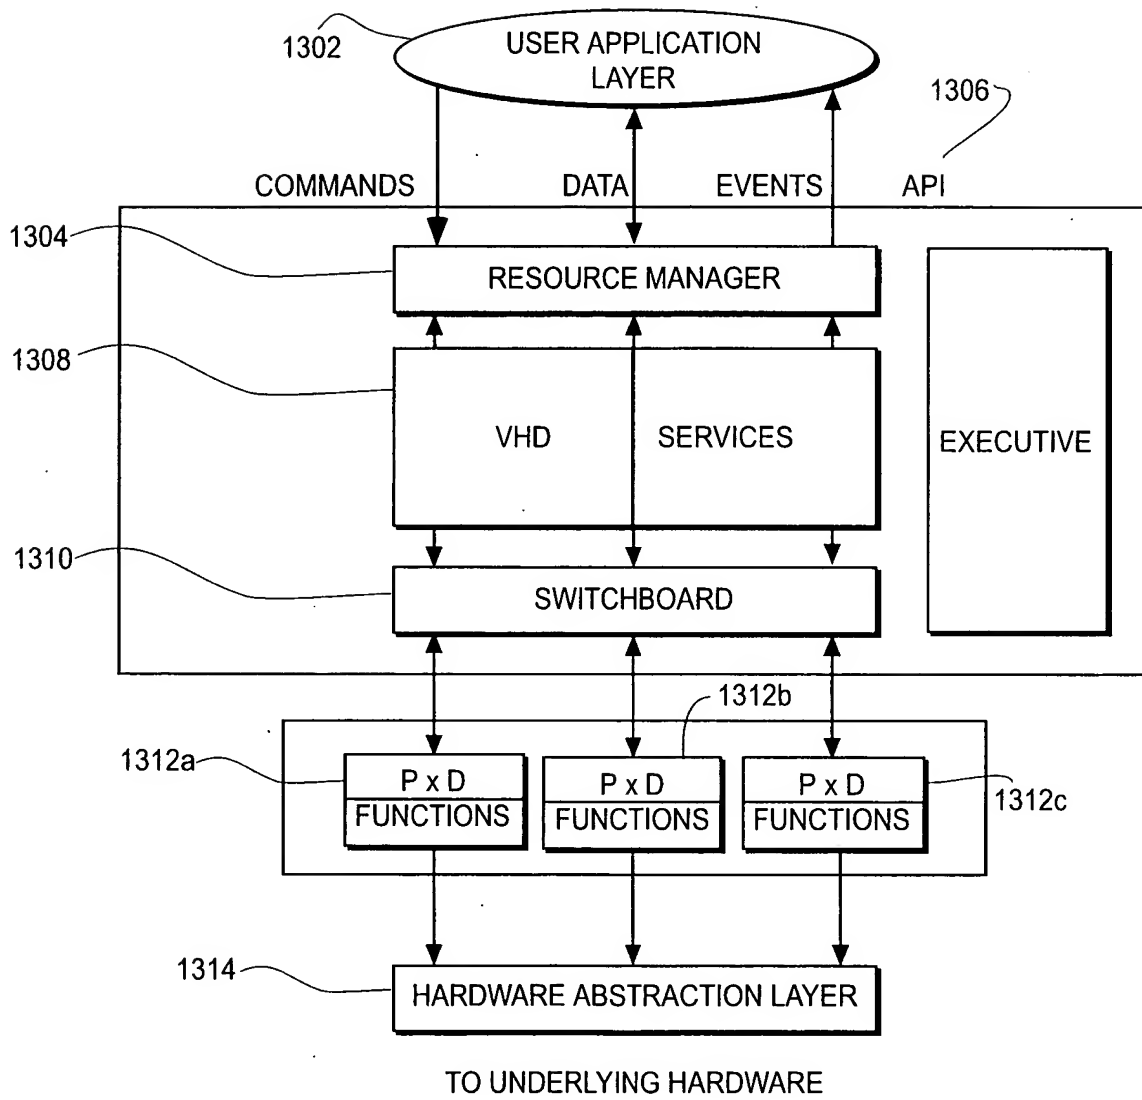 1302
USER APPLICATION
LAYER
1306
COMMANDS
DATA
EVENTS
API
1304
RESOURCE MANAGER
1308
VHD
SERVICES
EXECUTIVE
1310
SWITCHBOARD
1312b
1312a
P x D
FUNCTIONS
P x D
FUNCTIONS
P x D
FUNCTIONS
1312c
1314
HARDWARE ABSTRACTION LAYER
TO UNDERLYING HARDWARE